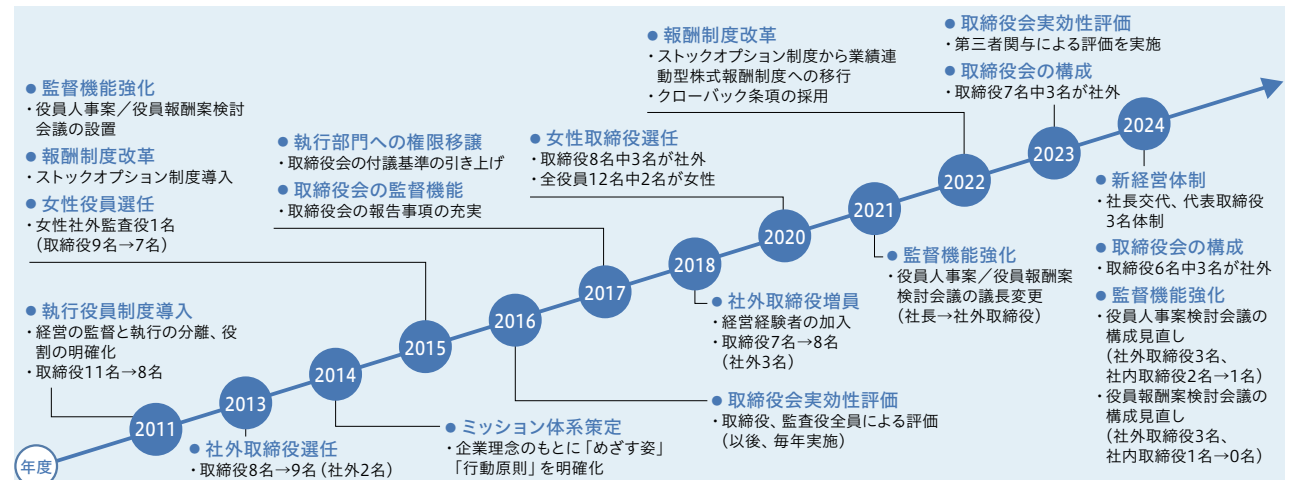 年度
2011
● 執行役員制度導入
・経営の監督と執行の分離、役
割の明確化
・取締役11名→8名
2013
● 社外取締役選任
・取締役8名→9名（社外2名）
2014
● ミッション体系策定
・企業理念のもとに「めざす姿」
「行動原則」を明確化
2015
● 監督機能強化
・役員人事案／役員報酬案検討
会議の設置
● 報酬制度改革
・ストックオプション制度導入
● 女性役員選任
・女性社外監査役1名
（取締役9名→7名）
2016
● 取締役会実効性評価
・取締役、監査役全員による評価
（以後、毎年実施）
2017
● 執行部門への権限移譲
・取締役会の付議基準の引き上げ
● 取締役会の監督機能
・取締役会の報告事項の充実
2018
● 社外取締役増員
・経営経験者の加入
・取締役7名→8名
（社外3名）
2020
● 女性取締役選任
・取締役8名中3名が社外
・全役員12名中2名が女性
2021
● 監督機能強化
・役員人事案／役員報酬案
検討会議の議長変更
（社長→社外取締役）
2022
● 報酬制度改革
・ストックオプション制度から業績連
動型株式報酬制度への移行
・クローバック条項の採用
2023
● 取締役会実効性評価
・第三者関与による評価を実施
● 取締役会の構成
・取締役7名中3名が社外
2024
● 新経営体制
・社長交代、代表取締役
3名体制
● 取締役会の構成
・取締役6名中3名が社外
● 監督機能強化
・役員人事案検討会議の
構成見直し
（社外取締役3名、
社内取締役2名→1名）
・役員報酬案検討会議の
構成見直し
（社外取締役3名、
社内取締役1名→0名）